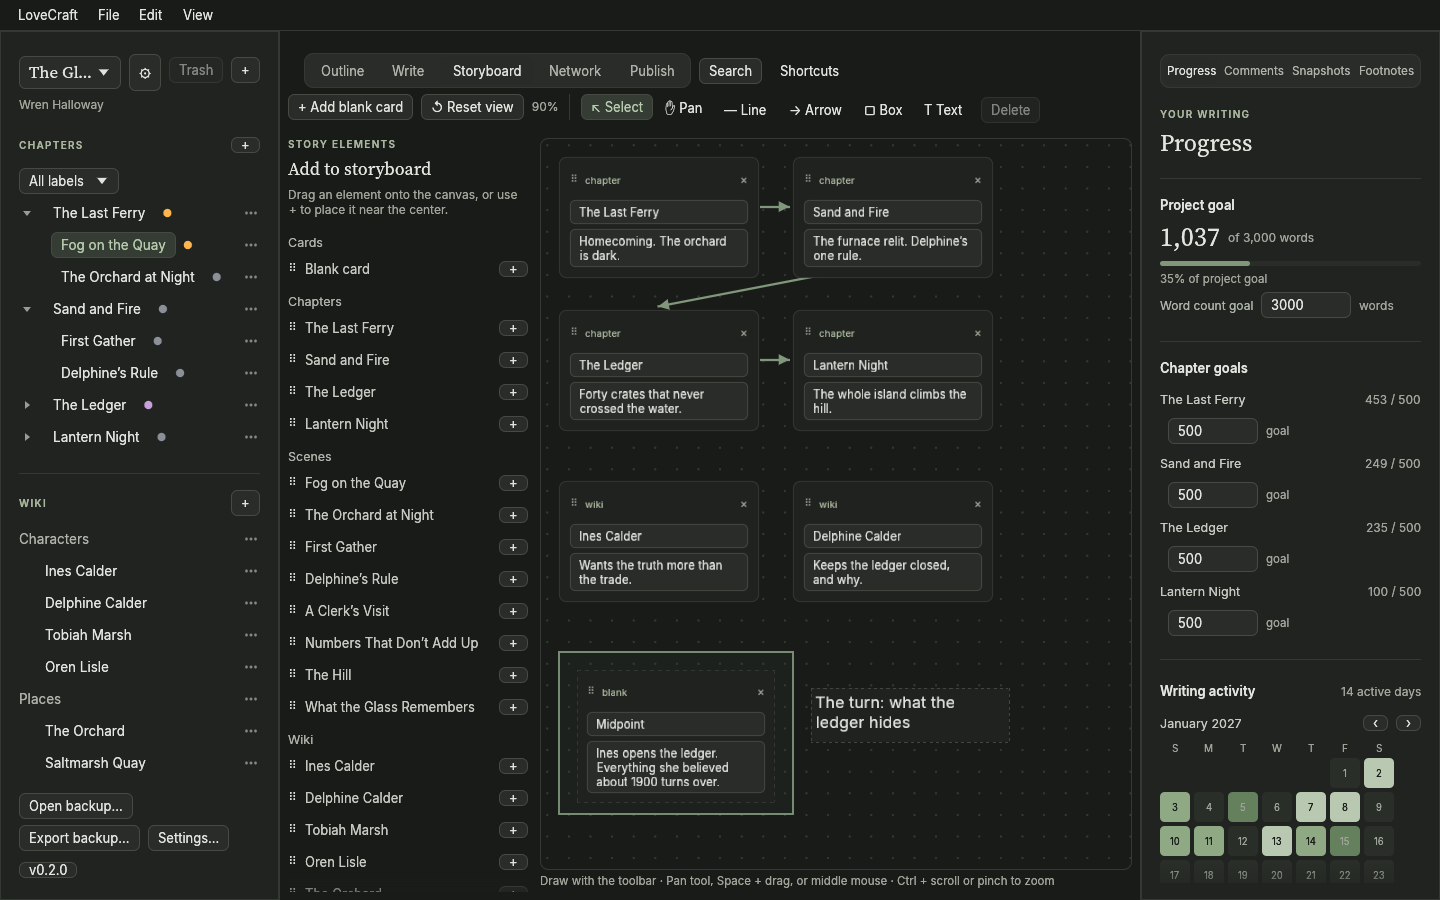 LoveCraft File Edit View
The Gl... Trash +
Wren Halloway
CHAPTERS +
All labels
The Last Ferry
Fog on the Quay
The Orchard at Night
Sand and Fire
First Gather
Delphine's Rule
The Ledger
Lantern Night
WIKI +
Characters
Ines Calder
Delphine Calder
Tobiah Marsh
Oren Lisle
Places
The Orchard
Saltmarsh Quay
Open backup...
Export backup... Settings...
v0.2.0
Outline Write Storyboard Network Publish Search Shortcuts
+ Add blank card Reset view 90% Select Pan Line Arrow Box T Text Delete
STORY ELEMENTS
Add to storyboard
Drag an element onto the canvas, or use
+ to place it near the center.
Cards
Blank card +
Chapters
The Last Ferry +
Sand and Fire +
The Ledger +
Lantern Night +
Scenes
Fog on the Quay +
The Orchard at Night +
First Gather +
Delphine's Rule +
A Clerk's Visit +
Numbers That Don't Add Up +
The Hill +
What the Glass Remembers +
Wiki
Ines Calder +
Delphine Calder +
Tobiah Marsh +
Oren Lisle +
The Orchard
chapter ×
The Last Ferry
Homecoming. The orchard
is dark.
chapter ×
Sand and Fire
The furnace relit. Delphine's
one rule.
chapter ×
The Ledger
Forty crates that never
crossed the water.
chapter ×
Lantern Night
The whole island climbs the
hill.
wiki ×
Ines Calder
Wants the truth more than
the trade.
wiki ×
Delphine Calder
Keeps the ledger closed,
and why.
blank ×
Midpoint
Ines opens the ledger.
Everything she believed
about 1900 turns over.
The turn: what the
ledger hides
Draw with the toolbar · Pan tool, Space + drag, or middle mouse · Ctrl + scroll or pinch to zoom
Progress Comments Snapshots Footnotes
YOUR WRITING
Progress
Project goal
1,037 of 3,000 words
35% of project goal
Word count goal 3000 words
Chapter goals
The Last Ferry 453 / 500
500 goal
Sand and Fire 249 / 500
500 goal
The Ledger 235 / 500
500 goal
Lantern Night 100 / 500
500 goal
Writing activity 14 active days
January 2027 ‹ ›
S M T W T F S
1 2
3 4 5 6 7 8 9
10 11 12 13 14 15 16
17 18 19 20 21 22 23